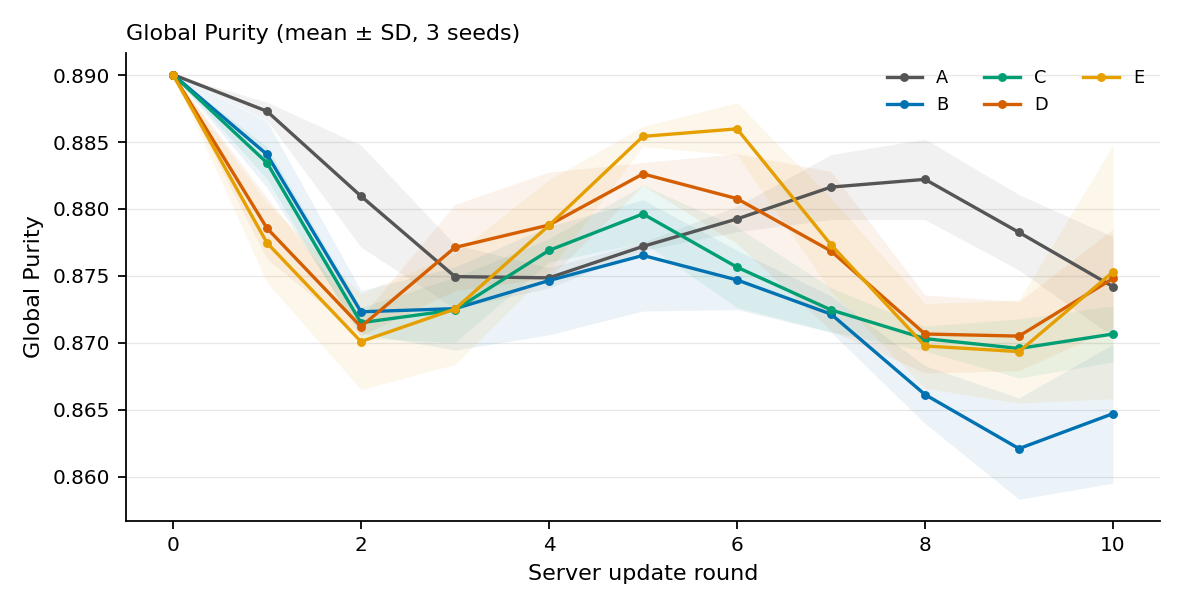 Global Purity (mean ± SD, 3 seeds)
A C E
B D
Global Purity
0.890
0.885
0.880
0.875
0.870
0.865
0.860
0 2 4 6 8 10
Server update round